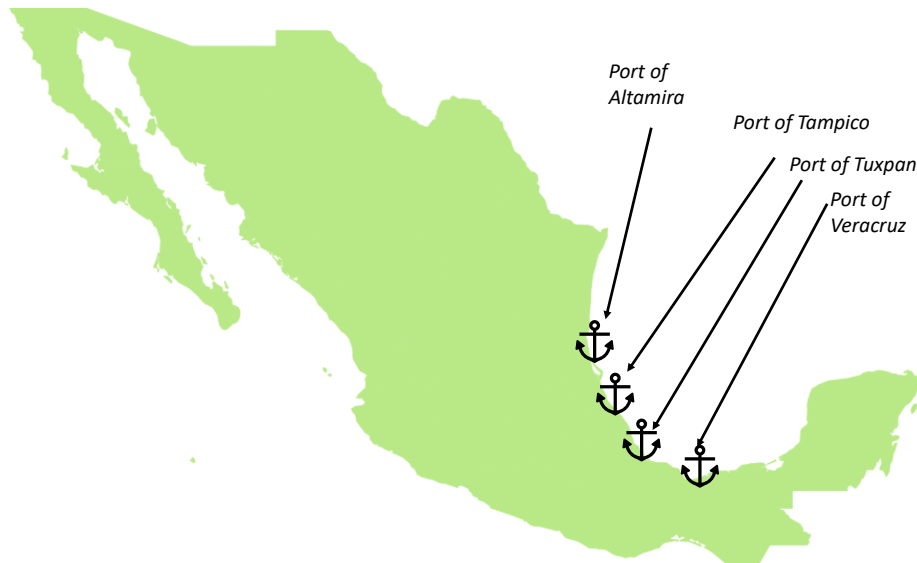 Port of
Altamira
Port of Tampico
Port of Tuxpan
Port of
Veracruz